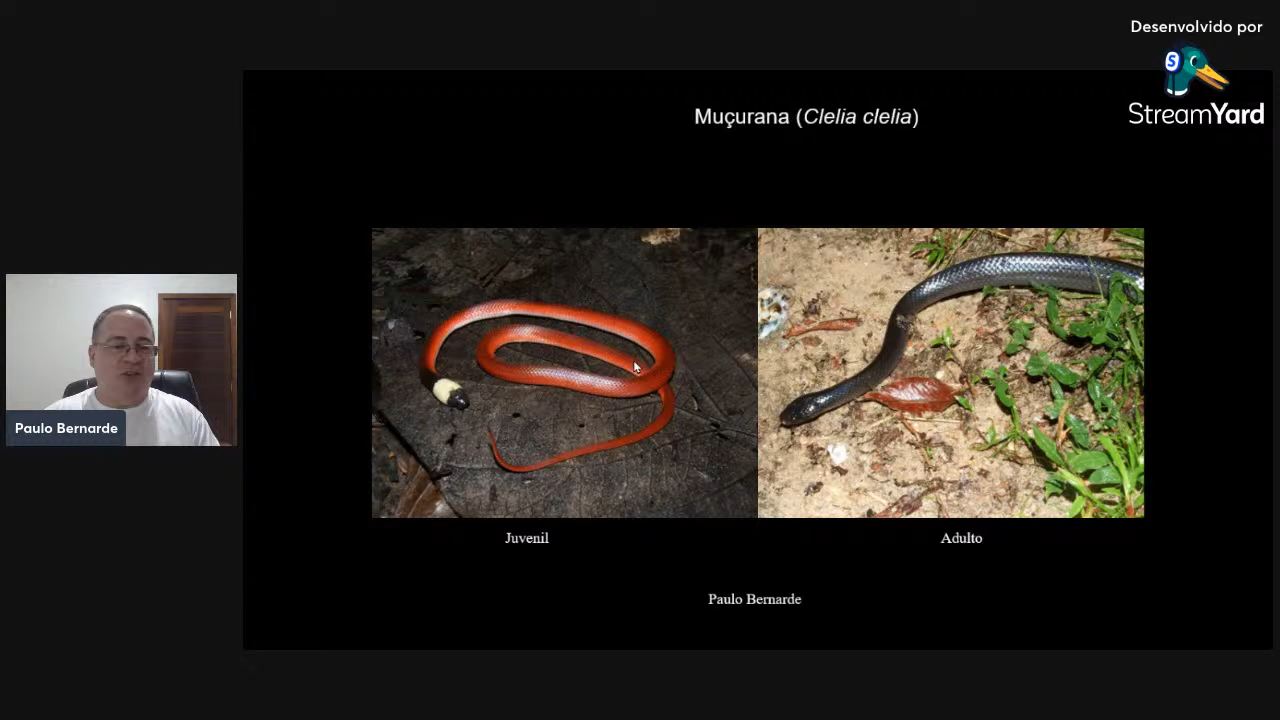 Desenvolvido por
StreamYard
Muçurana (Clelia clelia)
Paulo Bernarde
Juvenil
Adulto
Paulo Bernarde